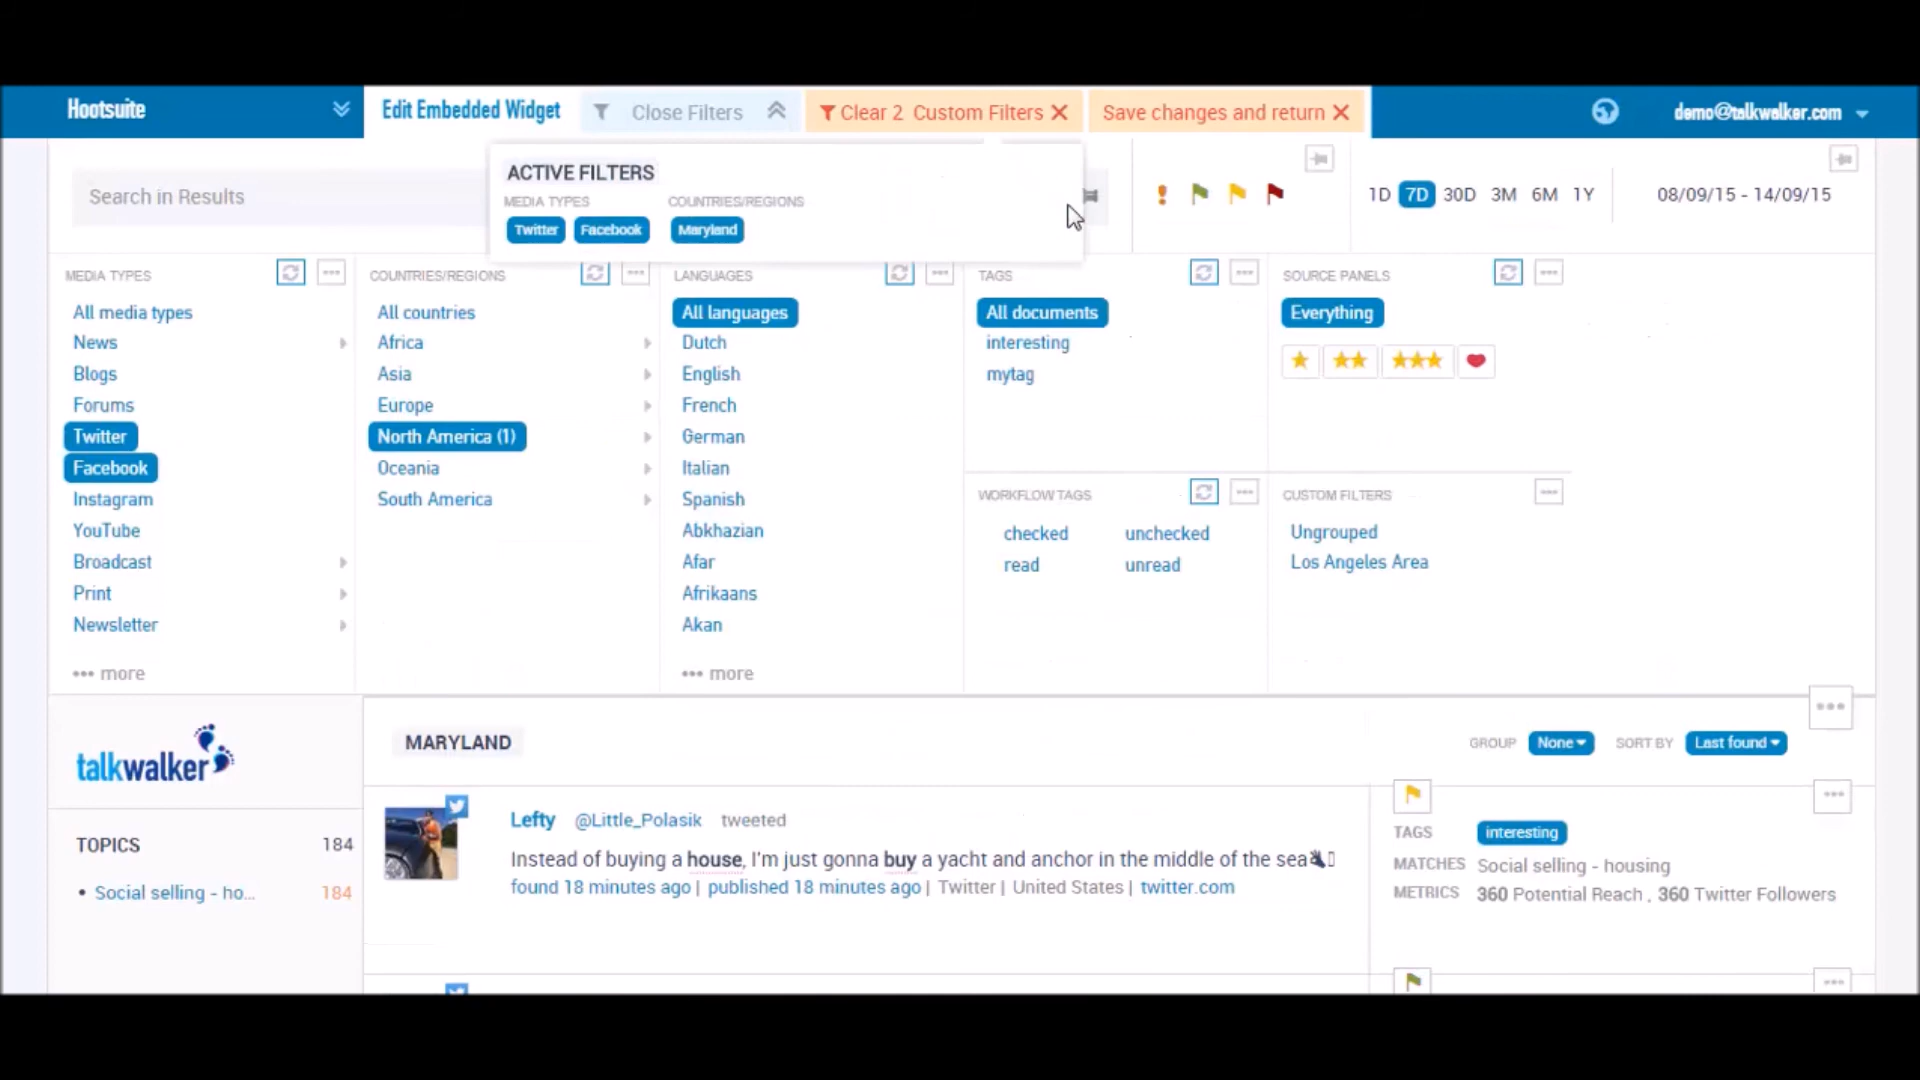 Hootsuite
Edit Embedded Widget
Close Filters
Clear 2 Custom Filters
Save changes and return
demo@talkwalker.com
Search in Results
ACTIVE FILTERS
MEDIA TYPES COUNTRIES/REGIONS
Twitter Facebook Maryland
1D 7D 30D 3M 6M 1Y
08/09/15 - 14/09/15
MEDIA TYPES
All media types
News
Blogs
Forums
Twitter
Facebook
Instagram
YouTube
Broadcast
Print
Newsletter
••• more
COUNTRIES/REGIONS
All countries
Africa
Asia
Europe
North America (1)
Oceania
South America
LANGUAGES
All languages
Dutch
English
French
German
Italian
Spanish
Abkhazian
Afar
Afrikaans
Akan
••• more
TAGS
All documents
interesting
mytag
WORKFLOW TAGS
checked unchecked
read unread
SOURCE PANELS
Everything
CUSTOM FILTERS
Ungrouped
Los Angeles Area
talkwalker
TOPICS 184
• Social selling - ho... 184
MARYLAND
GROUP None SORT BY Last found
Lefty @Little_Polasik tweeted
Instead of buying a house, I'm just gonna buy a yacht and anchor in the middle of the sea
found 18 minutes ago | published 18 minutes ago | Twitter | United States | twitter.com
TAGS interesting
MATCHES Social selling - housing
METRICS 360 Potential Reach , 360 Twitter Followers